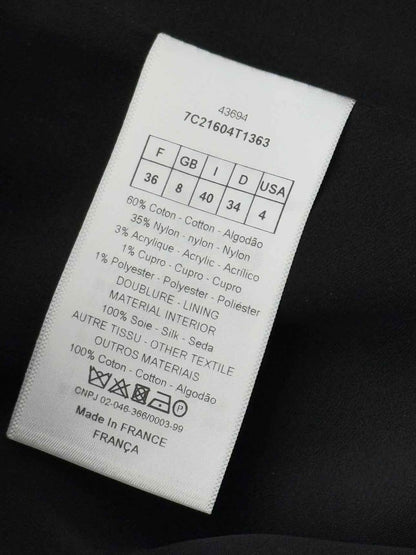 43694
7C21604T1363
F GB I D USA
36 8 40 34 4
60% Coton - Cotton - Algodão
35% Nylon - nylon - Nylon
3% Acrylique - Acrylic - Acrílico
1% Cupro - Cupro - Cupro
1% Polyester - Polyester - Poliéster
DOUBLURE - LINING
MATERIAL INTERIOR
100% Soie - Silk - Seda
AUTRE TISSU - OTHER TEXTILE
OUTROS MATERIAIS
100% Coton - Cotton - Algodão
P
CNPJ 02-046-366/0003-99
Made In FRANCE
FRANÇA